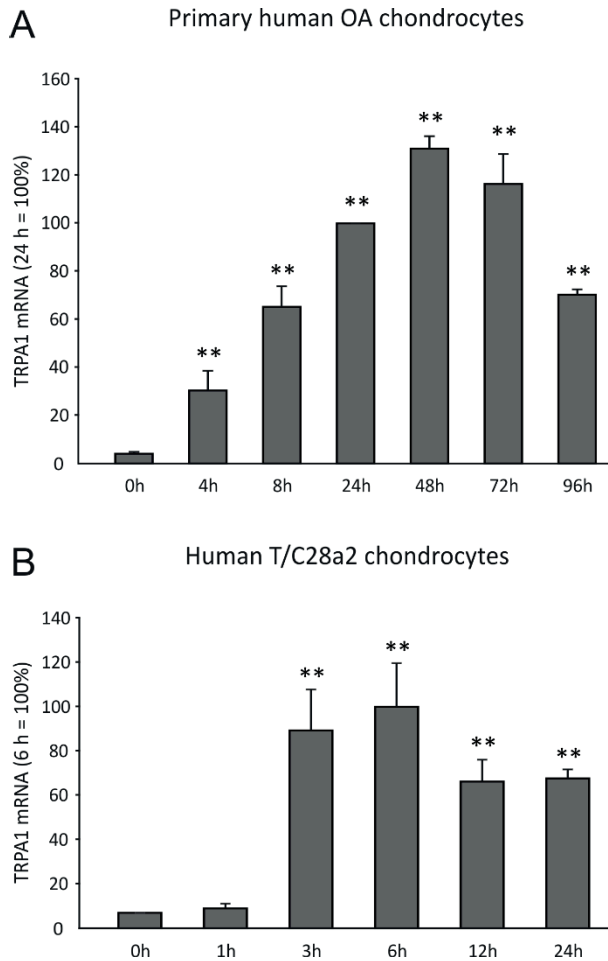 A
Primary human OA chondrocytes
TRPA1 mRNA (24 h = 100%)
160
140
120
100
80
60
40
20
0
** ** ** ** ** **
0h 4h 8h 24h 48h 72h 96h
B
Human T/C28a2 chondrocytes
TRPA1 mRNA (6 h = 100%)
140
120
100
80
60
40
20
0
** ** ** **
0h 1h 3h 6h 12h 24h